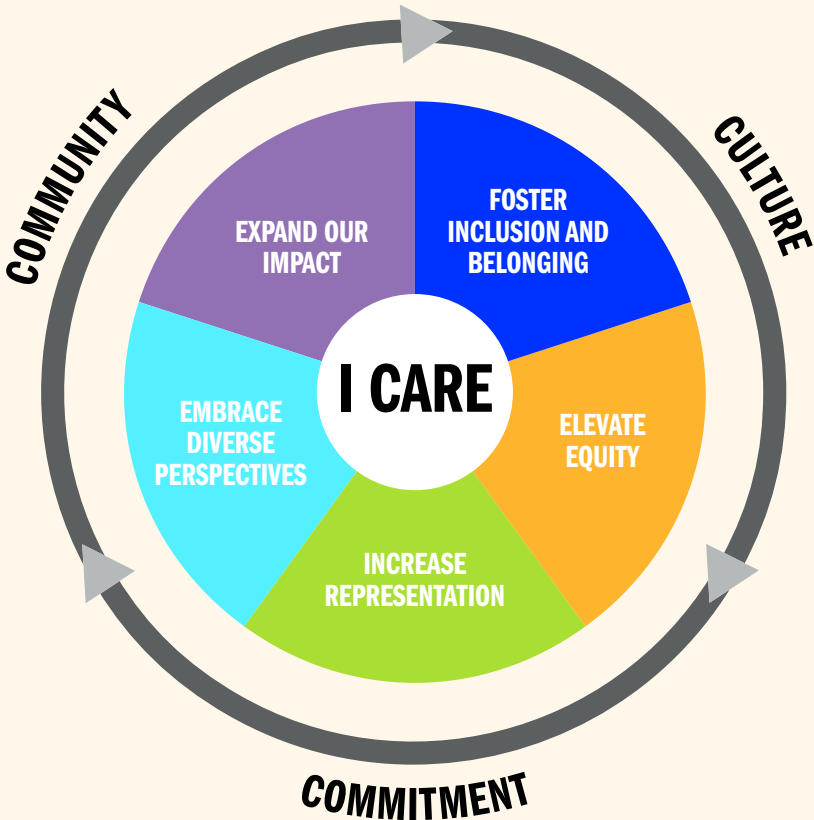 COMMUNITY
CULTURE
EXPAND OUR
IMPACT
FOSTER
INCLUSION AND
BELONGING
I CARE
EMBRACE
DIVERSE
PERSPECTIVES
ELEVATE
EQUITY
INCREASE
REPRESENTATION
COMMITMENT